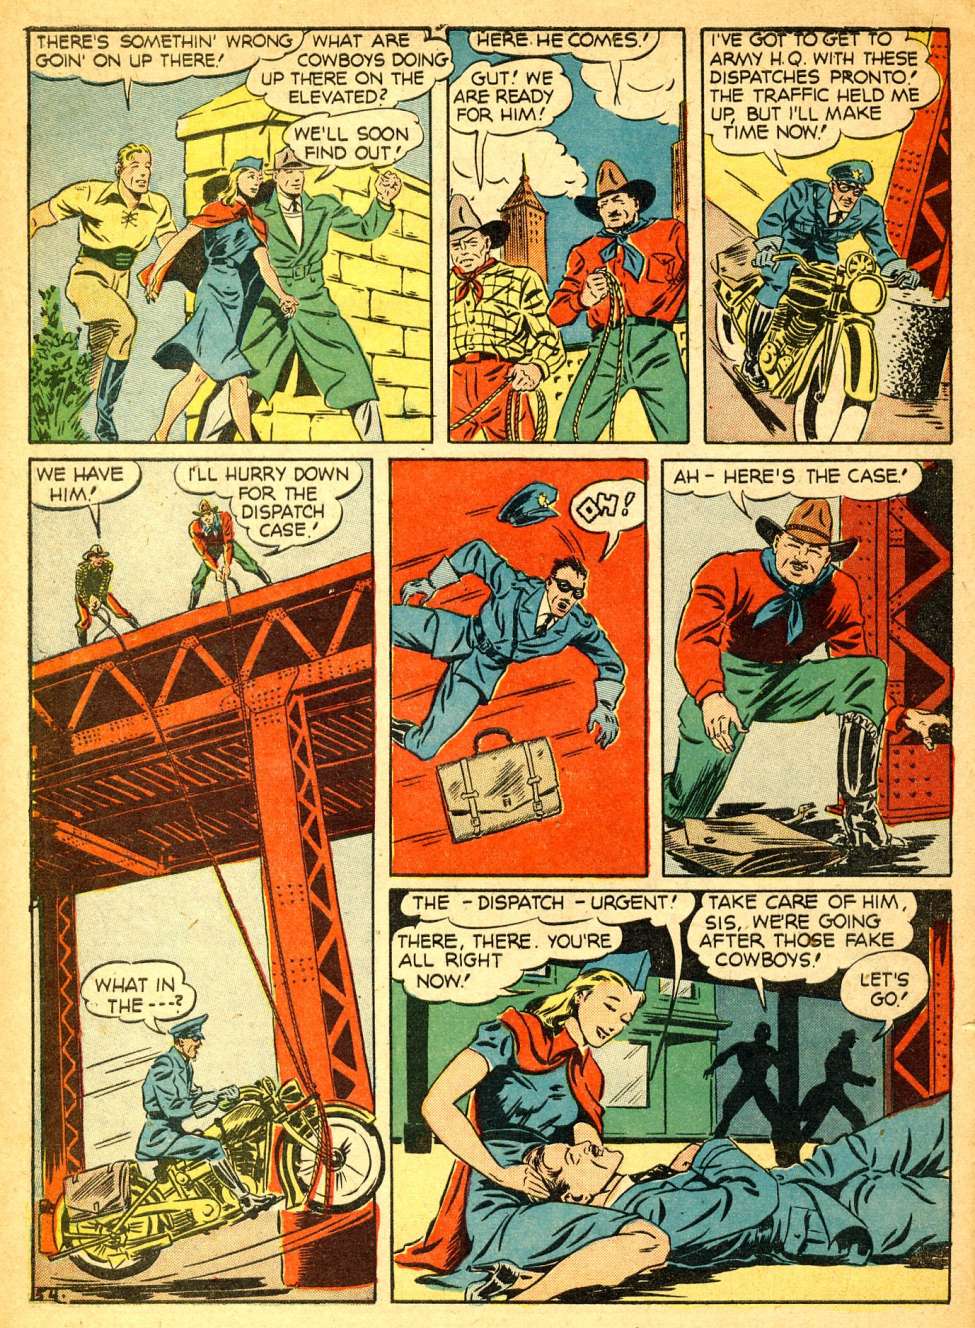 THERE'S SOMETHIN' WRONG
GOIN' ON UP THERE!
WHAT ARE
COWBOYS DOING
UP THERE ON THE
ELEVATED?
WE'LL SOON
FIND OUT!
HERE HE COMES!
GUT! WE
ARE READY
FOR HIM!
I'VE GOT TO GET TO
ARMY H.Q. WITH THESE
DISPATCHES PRONTO!
THE TRAFFIC HELD ME
UP, BUT I'LL MAKE
TIME NOW!
WE HAVE
HIM!
I'LL HURRY DOWN
FOR THE
DISPATCH
CASE!
WHAT IN
THE ---?
OH!
AH - HERE'S THE CASE!
THE - DISPATCH - URGENT!
THERE, THERE. YOU'RE
ALL RIGHT
NOW!
TAKE CARE OF HIM,
SIS, WE'RE GOING
AFTER THOSE FAKE
COWBOYS!
LET'S
GO!
54.